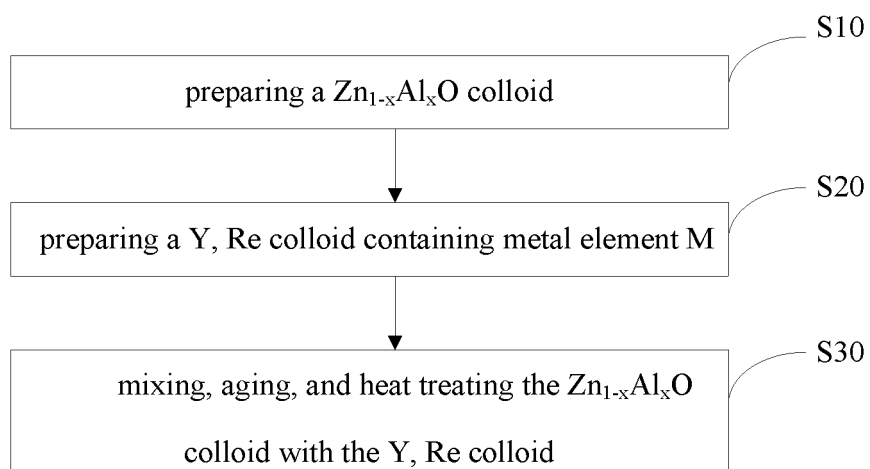 S10
preparing a Zn₁₋ₓAlₓO colloid
S20
preparing a Y, Re colloid containing metal element M
S30
mixing, aging, and heat treating the Zn₁₋ₓAlₓO
colloid with the Y, Re colloid